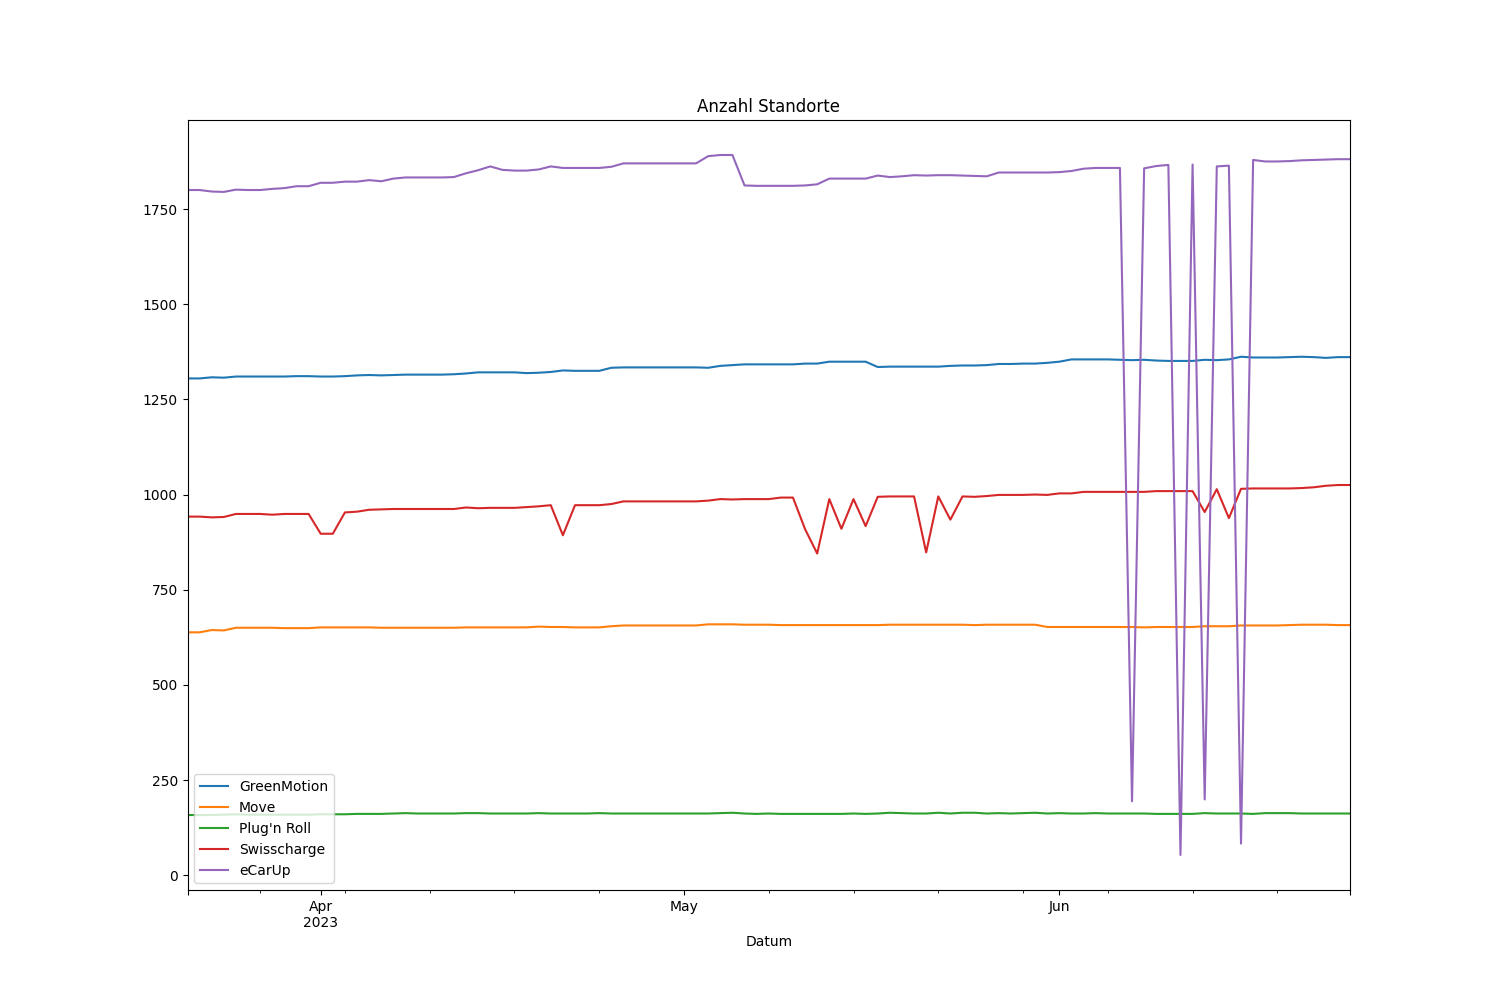 Anzahl Standorte
1750
1500
1250
1000
750
500
250
0
GreenMotion
Move
Plug'n Roll
Swisscharge
eCarUp
Apr
2023
May
Jun
Datum